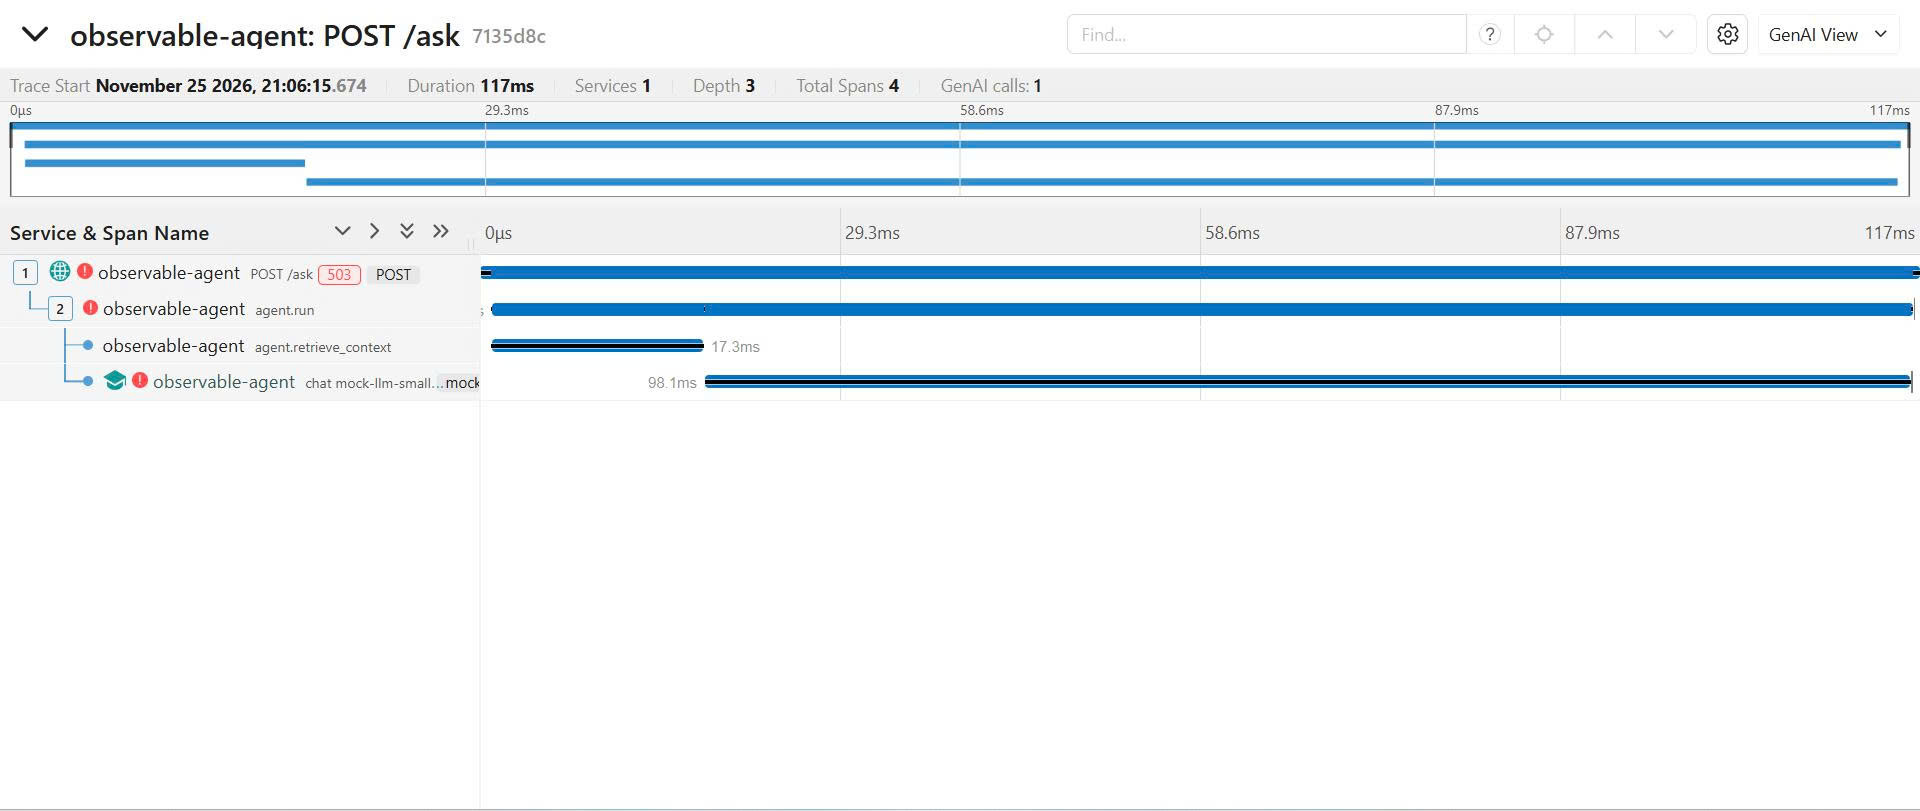 observable-agent: POST /ask 7135d8c Find... ? GenAI View
Trace Start November 25 2026, 21:06:15.674 Duration 117ms Services 1 Depth 3 Total Spans 4 GenAI calls: 1
0μs 29.3ms 58.6ms 87.9ms 117ms
Service & Span Name 0μs 29.3ms 58.6ms 87.9ms 117ms
1 observable-agent POST /ask 503 POST
2 observable-agent agent.run s
observable-agent agent.retrieve_context 17.3ms
observable-agent chat mock-llm-small... mock 98.1ms